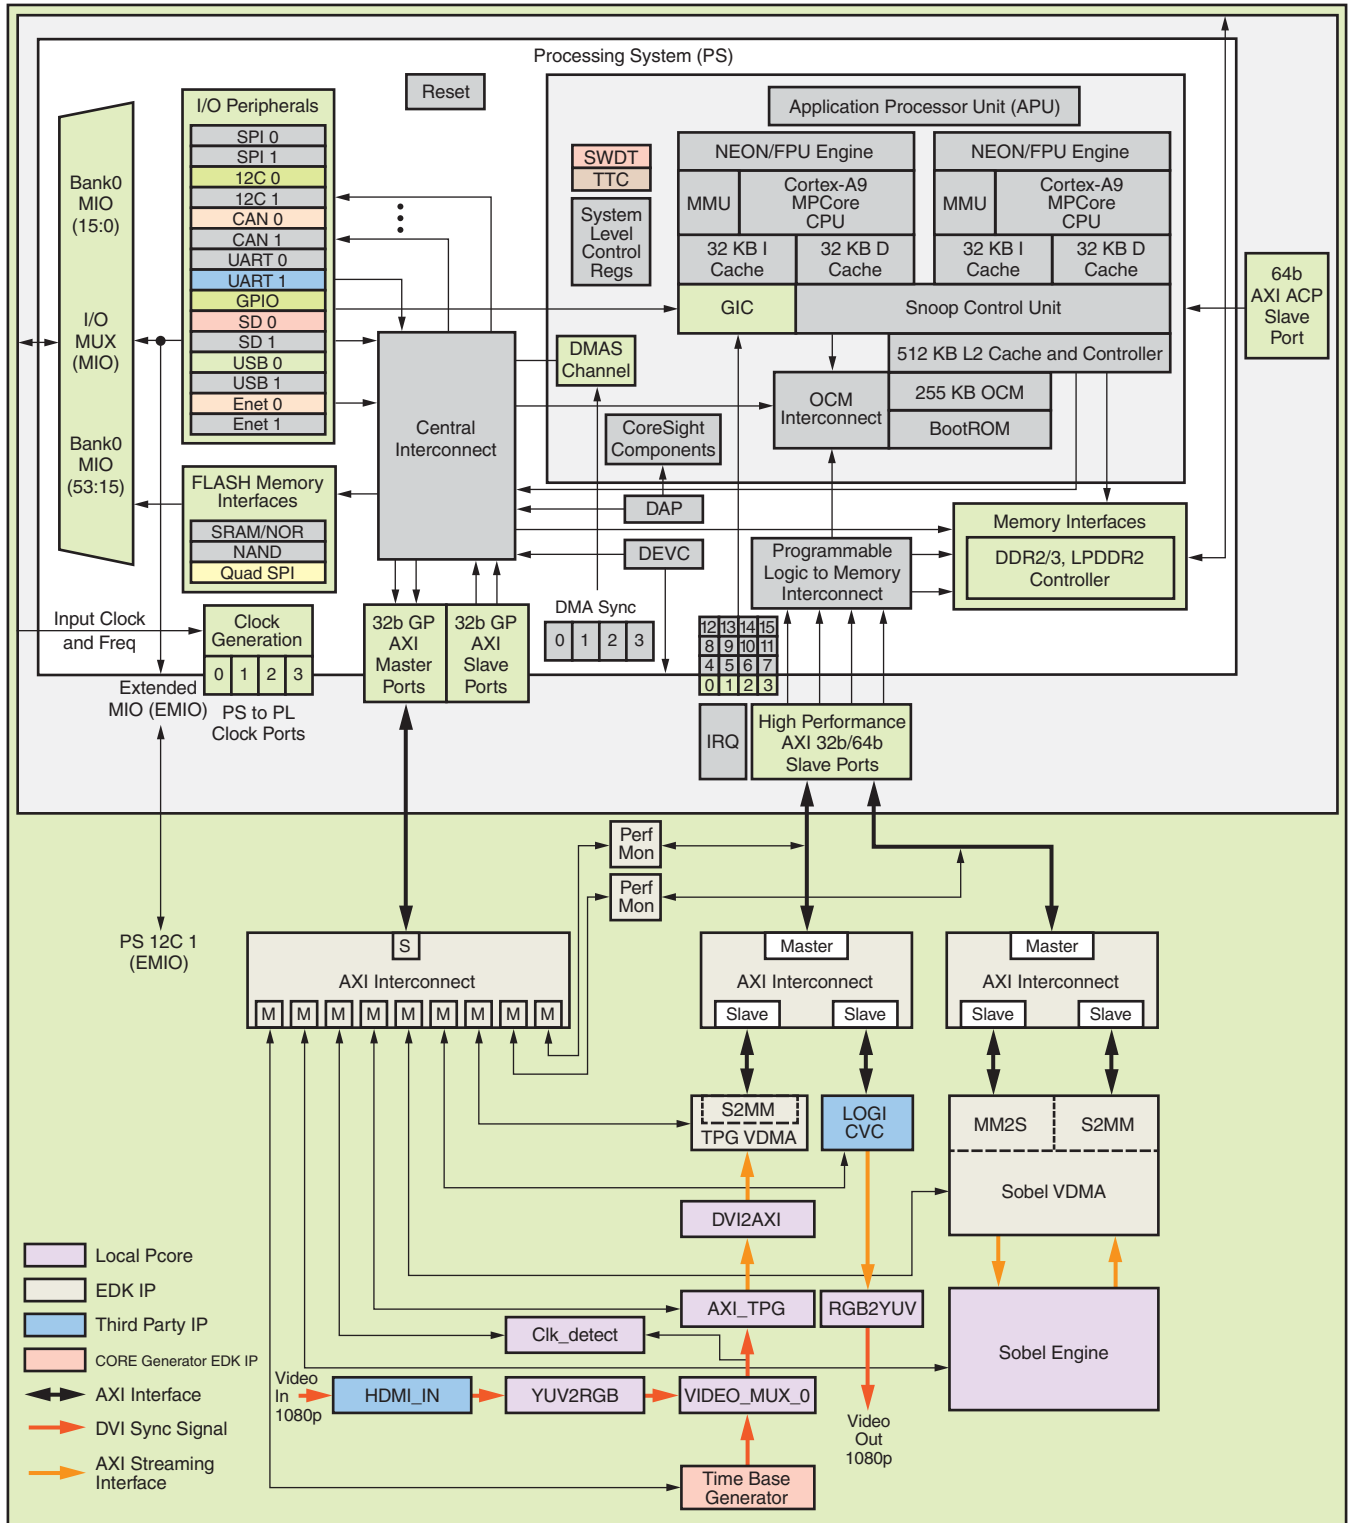 Processing System (PS)
Reset
Application Processor Unit (APU)
I/O Peripherals
SPI 0
SPI 1
12C 0
12C 1
CAN 0
CAN 1
UART 0
UART 1
GPIO
SD 0
SD 1
USB 0
USB 1
Enet 0
Enet 1
Bank0
MIO
(15:0)
I/O
MUX
(MIO)
Bank0
MIO
(53:15)
SWDT
TTC
System
Level
Control
Regs
NEON/FPU Engine
MMU
Cortex-A9
MPCore
CPU
32 KB I
Cache
32 KB D
Cache
NEON/FPU Engine
MMU
Cortex-A9
MPCore
CPU
32 KB I
Cache
32 KB D
Cache
GIC
Snoop Control Unit
512 KB L2 Cache and Controller
OCM
Interconnect
255 KB OCM
BootROM
64b
AXI ACP
Slave
Port
DMAS
Channel
Central
Interconnect
CoreSight
Components
DAP
DEVC
FLASH Memory
Interfaces
SRAM/NOR
NAND
Quad SPI
Memory Interfaces
DDR2/3, LPDDR2
Controller
Programmable
Logic to Memory
Interconnect
Input Clock
and Freq
Clock
Generation
0 1 2 3
PS to PL
Clock Ports
Extended
MIO (EMIO)
32b GP
AXI
Master
Ports
32b GP
AXI
Slave
Ports
DMA Sync
0 1 2 3
12 13 14 15
8 9 10 11
4 5 6 7
0 1 2 3
IRQ
High Performance
AXI 32b/64b
Slave Ports
Perf
Mon
Perf
Mon
PS 12C 1
(EMIO)
S
AXI Interconnect
M M M M M M M M M
Master
AXI Interconnect
Slave
Slave
Master
AXI Interconnect
Slave
Slave
S2MM
TPG VDMA
LOGI
CVC
MM2S
S2MM
Sobel VDMA
DVI2AXI
AXI_TPG
RGB2YUV
Clk_detect
Sobel Engine
Video
In
1080p
HDMI_IN
YUV2RGB
VIDEO_MUX_0
Video
Out
1080p
Time Base
Generator
Local Pcore
EDK IP
Third Party IP
CORE Generator EDK IP
AXI Interface
DVI Sync Signal
AXI Streaming
Interface